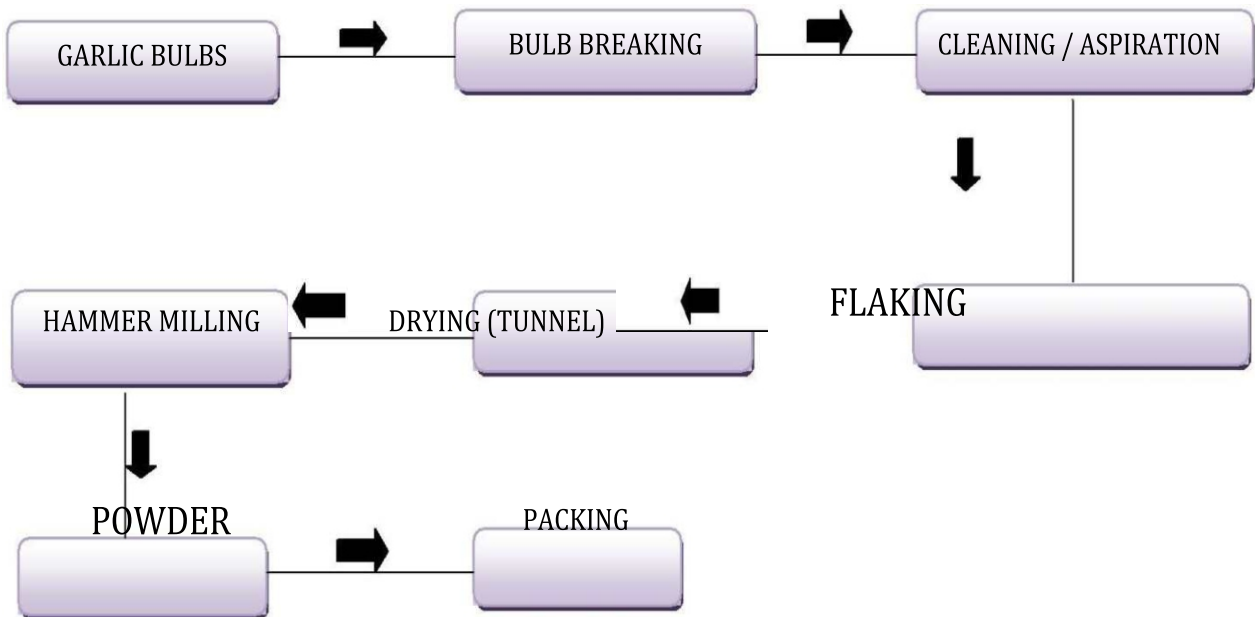 GARLIC BULBS
BULB BREAKING
CLEANING / ASPIRATION
FLAKING
DRYING (TUNNEL)
HAMMER MILLING
POWDER
PACKING